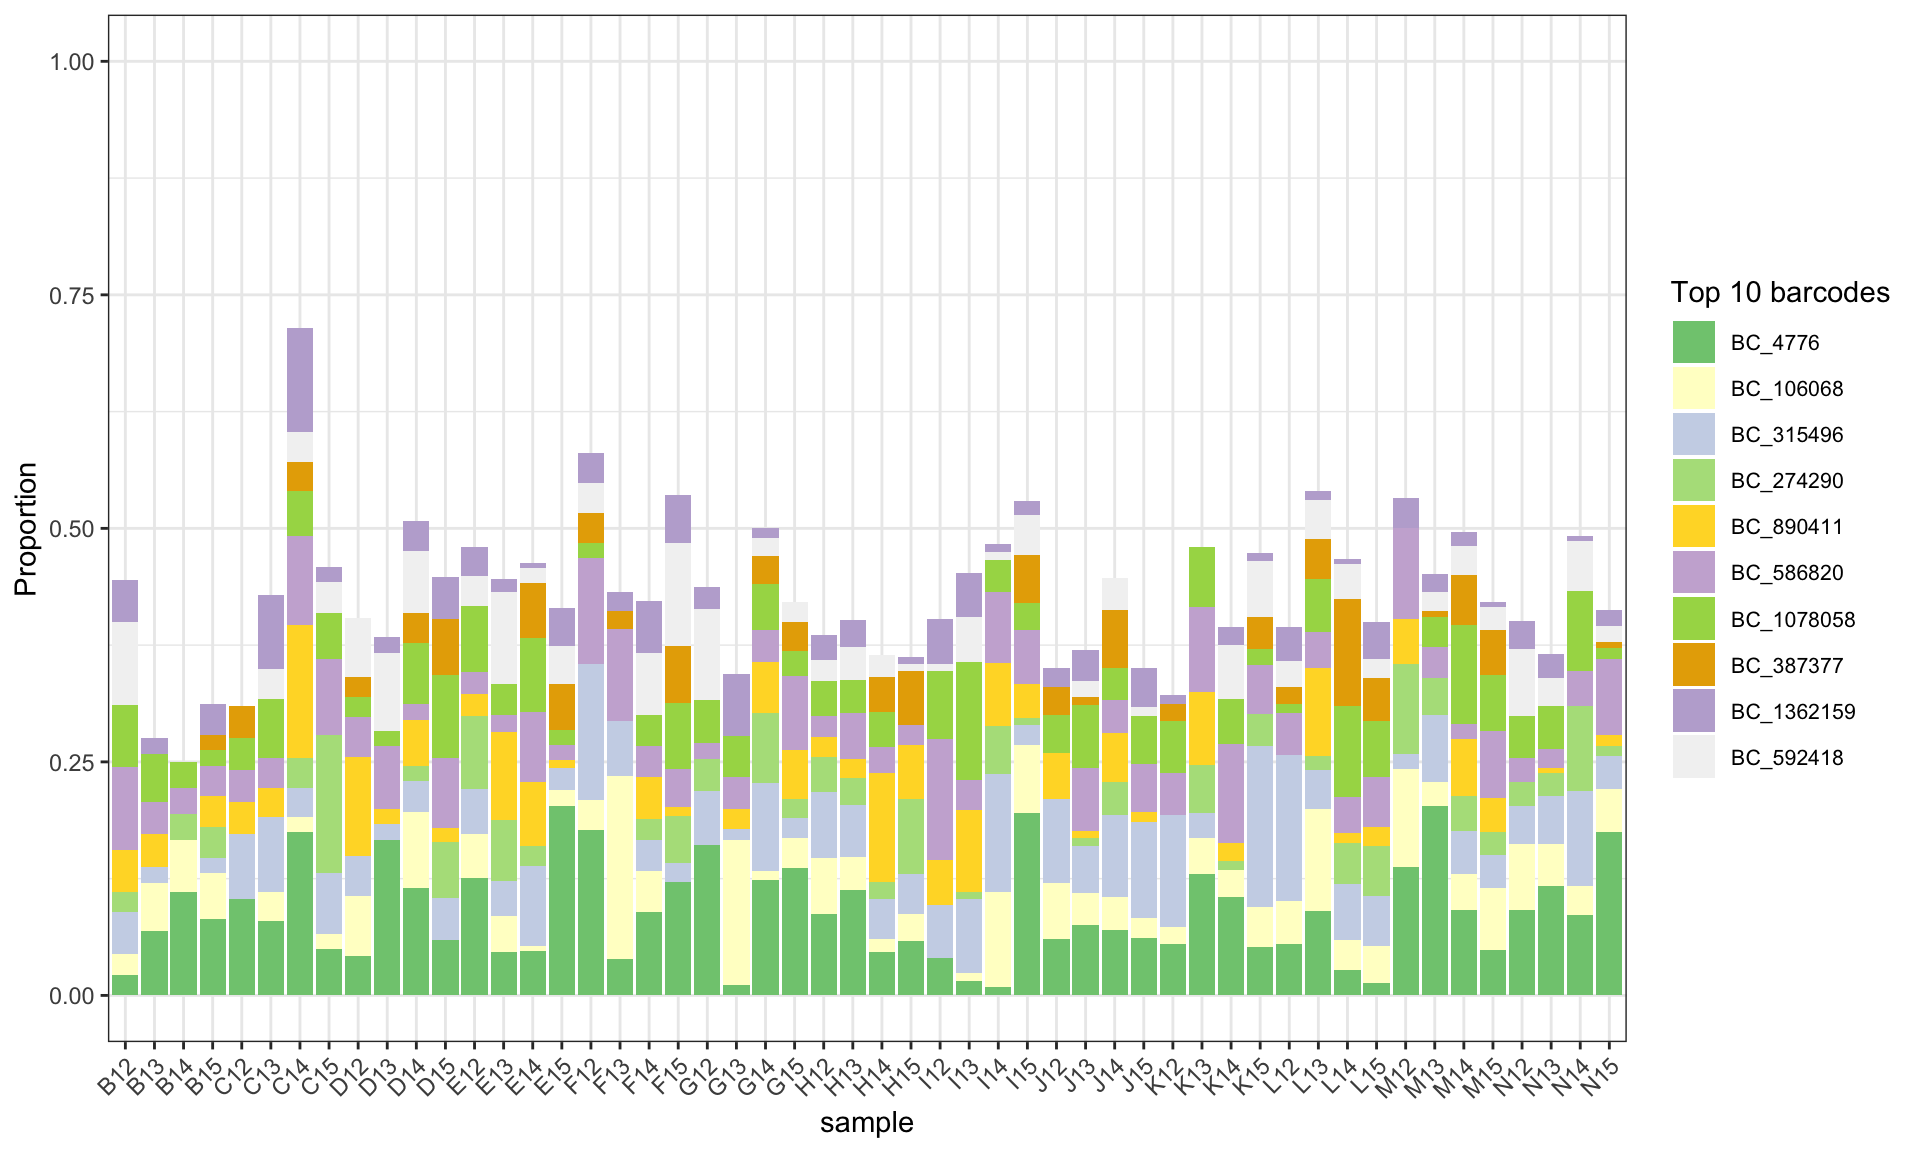 1.00
0.75
0.50
0.25
0.00
Proportion
B12 B13 B14 B15 C12 C13 C14 C15 D12 D13 D14 D15 E12 E13 E14 E15 F12 F13 F14 F15 G12 G13 G14 G15 H12 H13 H14 H15 I12 I13 I14 I15 J12 J13 J14 J15 K12 K13 K14 K15 L12 L13 L14 L15 M12 M13 M14 M15 N12 N13 N14 N15
sample
Top 10 barcodes
BC_4776
BC_106068
BC_315496
BC_274290
BC_890411
BC_586820
BC_1078058
BC_387377
BC_1362159
BC_592418